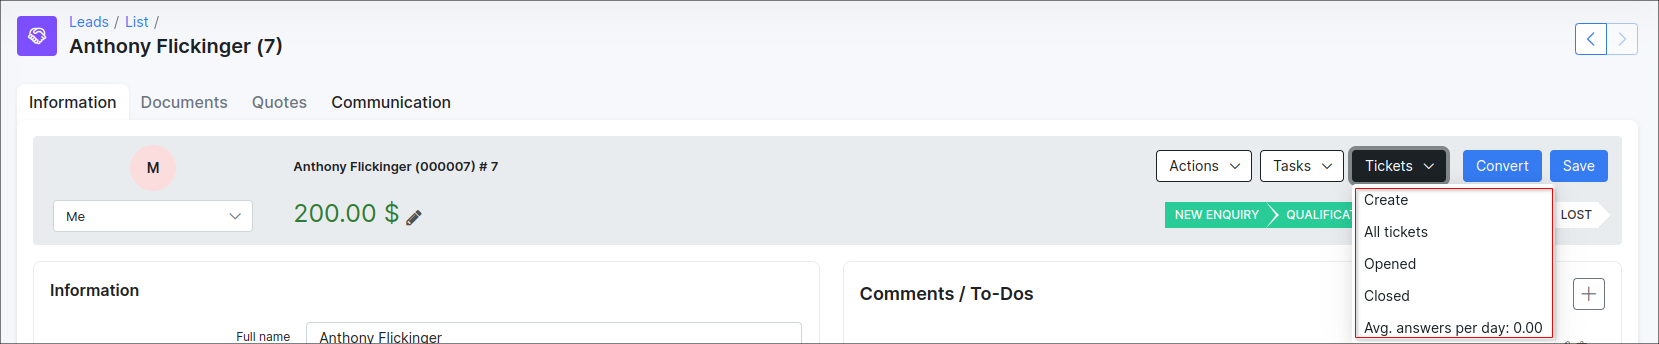 Leads / List /
Anthony Flickinger (7)
Information Documents Quotes Communication
M
Me
Anthony Flickinger (000007) # 7
200.00 $
Actions Tasks Tickets Convert Save
NEW ENQUIRY LOST
Create
All tickets
Opened
Closed
Avg. answers per day: 0.00
Information
Full name Anthony Flickinger
Comments / To-Dos